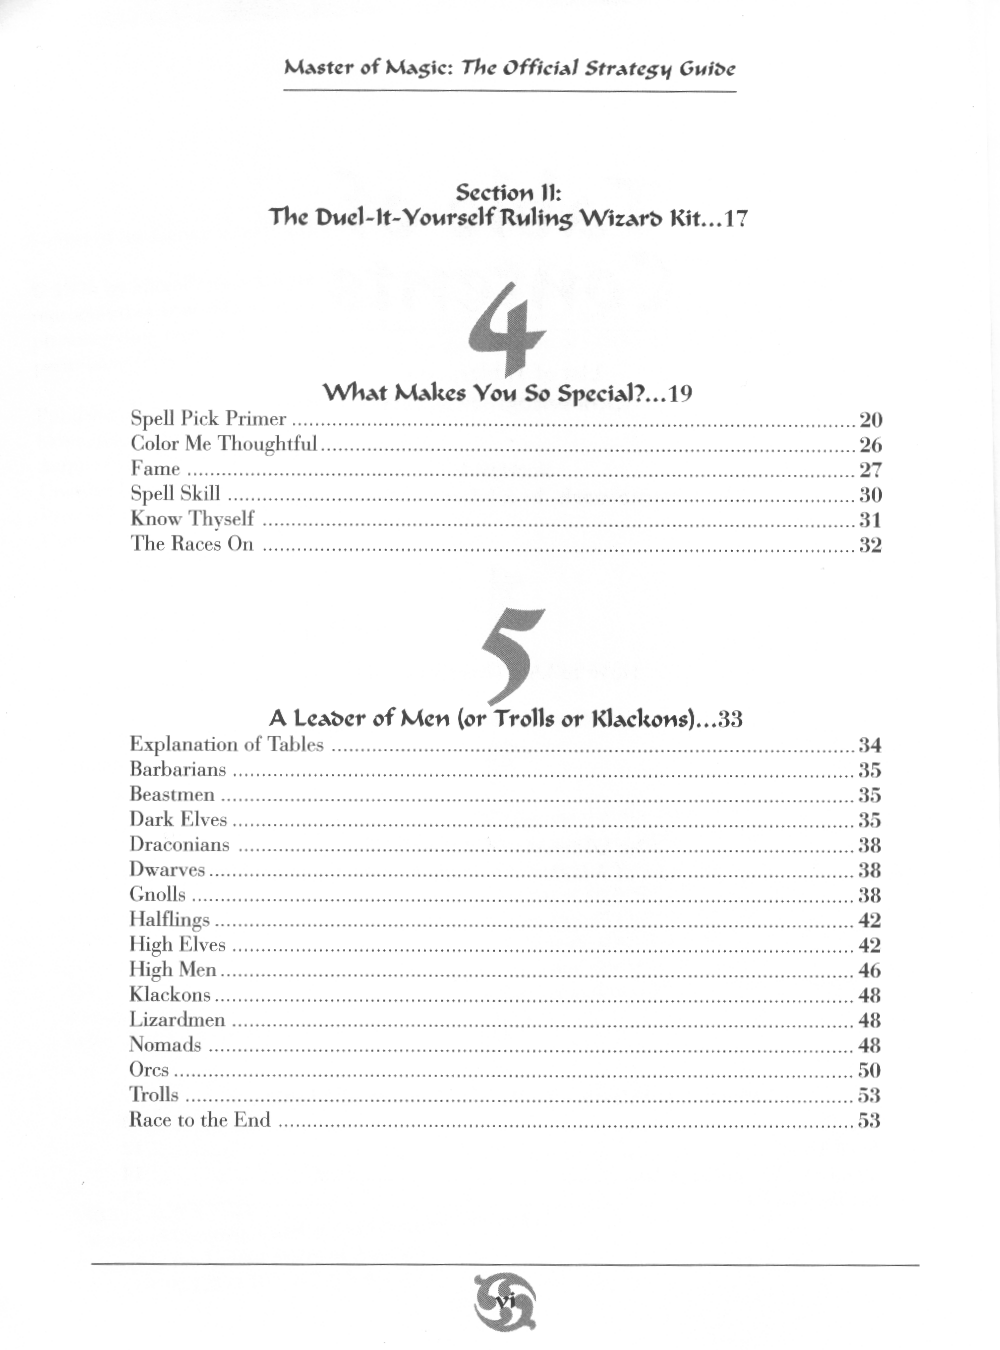 Master of Magic: The Official Strategy Guide
Section II:
The Duel-It-Yourself Ruling Wizard Kit...17
4
What Makes You So Special?...19
Spell Pick Primer ........................................ 20
Color Me Thoughtful ........................................ 26
Fame ........................................ 27
Spell Skill ........................................ 30
Know Thyself ........................................ 31
The Races On ........................................ 32
5
A Leader of Men (or Trolls or Klackons)...33
Explanation of Tables ........................................ 34
Barbarians ........................................ 35
Beastmen ........................................ 35
Dark Elves ........................................ 35
Draconians ........................................ 38
Dwarves ........................................ 38
Gnolls ........................................ 38
Halflings ........................................ 42
High Elves ........................................ 42
High Men ........................................ 46
Klackons ........................................ 48
Lizardmen ........................................ 48
Nomads ........................................ 48
Orcs ........................................ 50
Trolls ........................................ 53
Race to the End ........................................ 53
vi